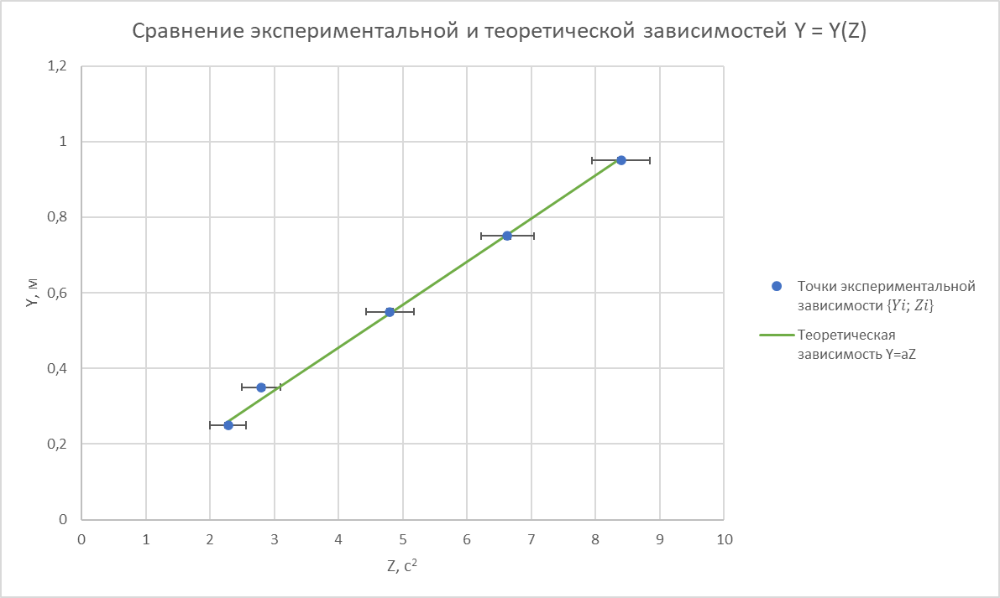 Сравнение экспериментальной и теоретической зависимостей Y = Y(Z)
1,2
1
0,8
0,6
0,4
0,2
0
Y, м
0 1 2 3 4 5 6 7 8 9 10
Z, с²
Точки экспериментальной
зависимости {𝑌𝑖; 𝑍𝑖}
Теоретическая
зависимость Y=aZ